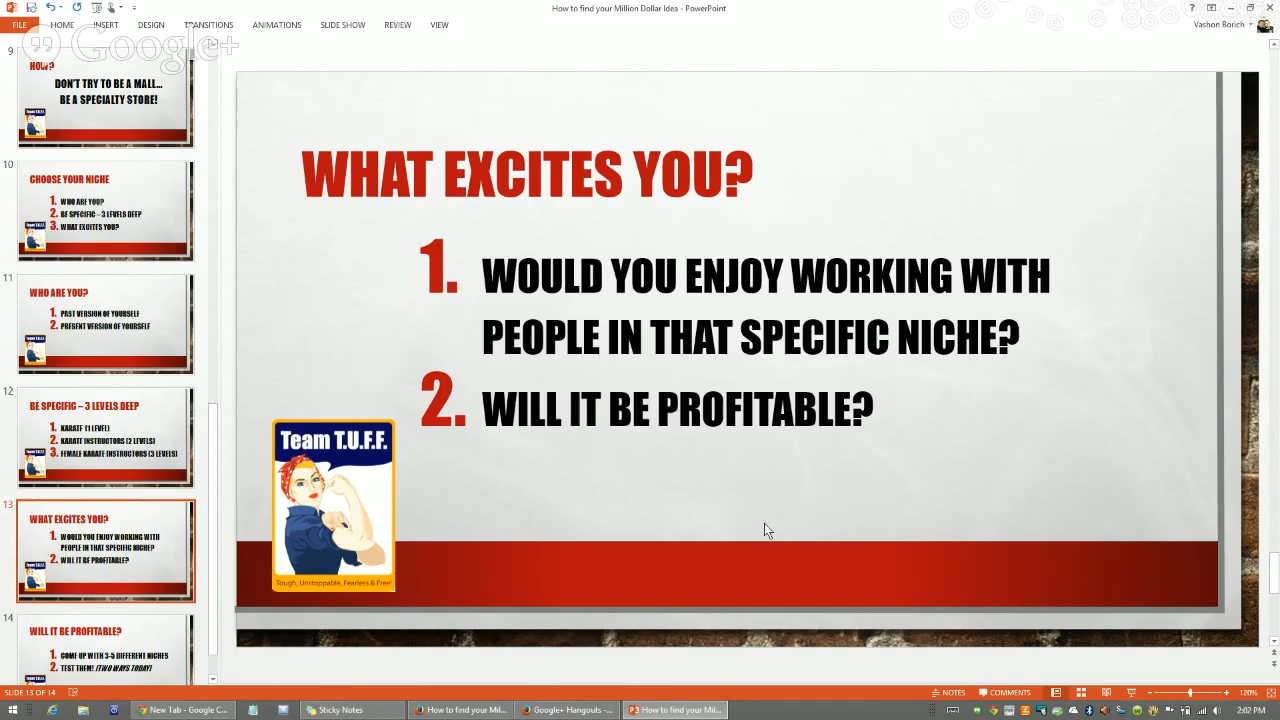 How to find your Million Dollar Idea - PowerPoint
FILE HOME INSERT DESIGN TRANSITIONS ANIMATIONS SLIDE SHOW REVIEW VIEW
Vashon Borich
Google+
9
HOW?
DON'T TRY TO BE A MALL...
BE A SPECIALTY STORE!
Team T.U.F.F.
10
CHOOSE YOUR NICHE
1. WHO ARE YOU?
2. BE SPECIFIC – 3 LEVELS DEEP
3. WHAT EXCITES YOU?
Team T.U.F.F.
11
WHO ARE YOU?
1. PAST VERSION OF YOURSELF
2. PRESENT VERSION OF YOURSELF
Team T.U.F.F.
12
BE SPECIFIC – 3 LEVELS DEEP
1. KARATE (1 LEVEL)
2. KARATE INSTRUCTORS (2 LEVELS)
3. FEMALE KARATE INSTRUCTORS (3 LEVELS)
Team T.U.F.F.
13
WHAT EXCITES YOU?
1. WOULD YOU ENJOY WORKING WITH
PEOPLE IN THAT SPECIFIC NICHE?
2. WILL IT BE PROFITABLE?
Team T.U.F.F.
14
WILL IT BE PROFITABLE?
1. COME UP WITH 3-5 DIFFERENT NICHES
2. TEST THEM! (TWO WAYS TODAY)
Team T.U.F.F.
WHAT EXCITES YOU?
1. WOULD YOU ENJOY WORKING WITH
PEOPLE IN THAT SPECIFIC NICHE?
2. WILL IT BE PROFITABLE?
Team T.U.F.F.
Tough, Unstoppable, Fearless & Free!
SLIDE 13 OF 14
NOTES COMMENTS 120%
New Tab - Google C...
Sticky Notes
How to find your Mil...
Google+ Hangouts -...
How to find your Mil...
2:02 PM